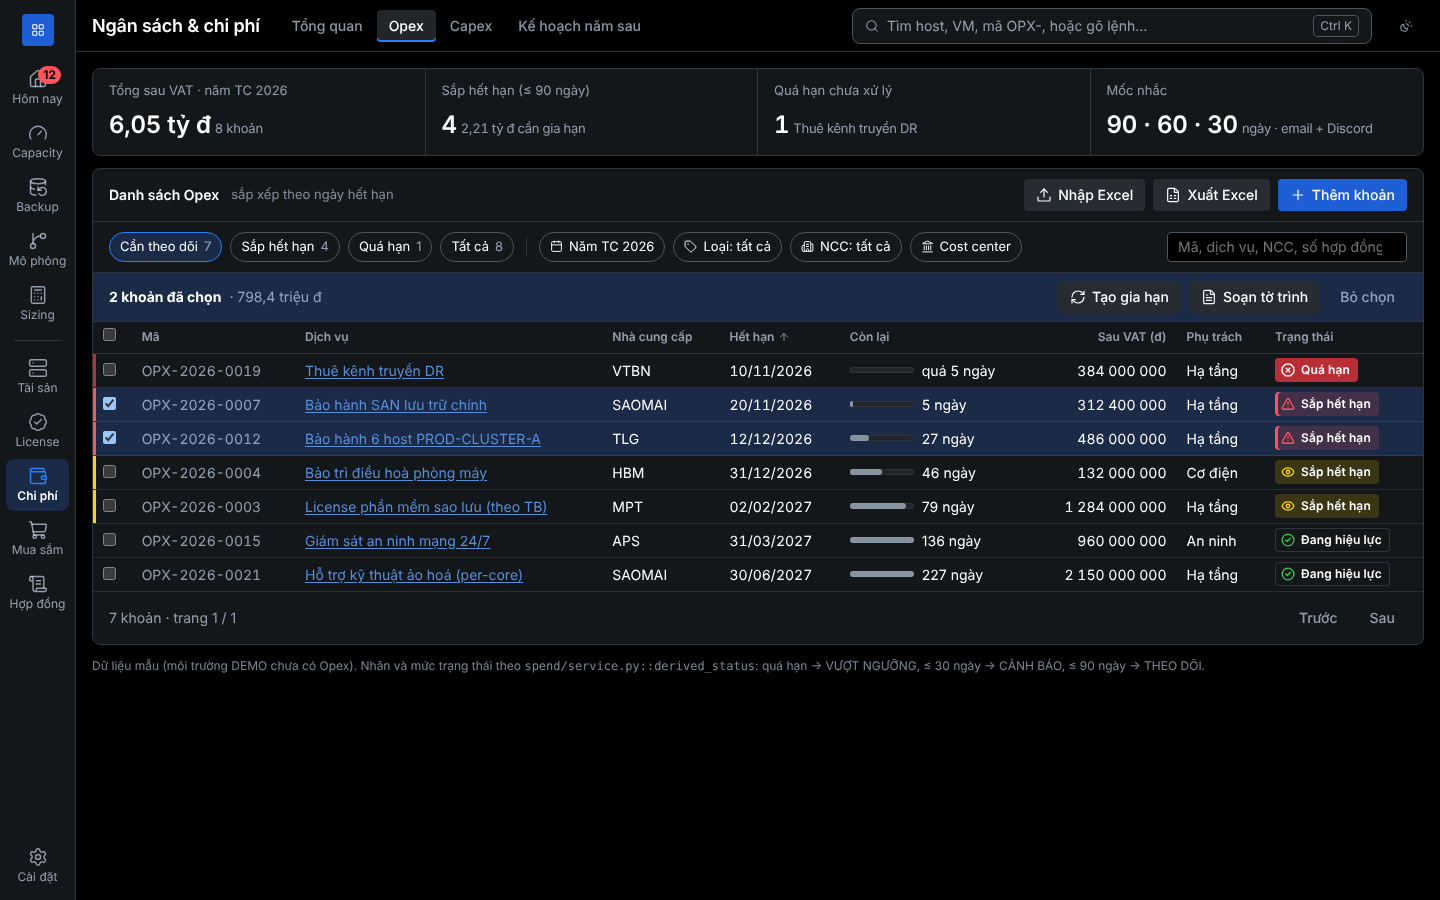 Ngân sách & chi phí
Tổng quan
Opex
Capex
Kế hoạch năm sau
Tìm host, VM, mã OPX-, hoặc gõ lệnh...
Ctrl K
12
Hôm nay
Capacity
Backup
Mô phỏng
Sizing
Tài sản
License
Chi phí
Mua sắm
Hợp đồng
Cài đặt
Tổng sau VAT · năm TC 2026
6,05 tỷ đ 8 khoản
Sắp hết hạn (≤ 90 ngày)
4 2,21 tỷ đ cần gia hạn
Quá hạn chưa xử lý
1 Thuê kênh truyền DR
Mốc nhắc
90 · 60 · 30 ngày · email + Discord
Danh sách Opex sắp xếp theo ngày hết hạn
Nhập Excel
Xuất Excel
Thêm khoản
Cần theo dõi 7
Sắp hết hạn 4
Quá hạn 1
Tất cả 8
Năm TC 2026
Loại: tất cả
NCC: tất cả
Cost center
Mã, dịch vụ, NCC, số hợp đồng
2 khoản đã chọn · 798,4 triệu đ
Tạo gia hạn
Soạn tờ trình
Bỏ chọn
Mã Dịch vụ Nhà cung cấp Hết hạn ↑ Còn lại Sau VAT (đ) Phụ trách Trạng thái
OPX-2026-0019 Thuê kênh truyền DR VTBN 10/11/2026 quá 5 ngày 384 000 000 Hạ tầng Quá hạn
OPX-2026-0007 Bảo hành SAN lưu trữ chính SAOMAI 20/11/2026 5 ngày 312 400 000 Hạ tầng Sắp hết hạn
OPX-2026-0012 Bảo hành 6 host PROD-CLUSTER-A TLG 12/12/2026 27 ngày 486 000 000 Hạ tầng Sắp hết hạn
OPX-2026-0004 Bảo trì điều hoà phòng máy HBM 31/12/2026 46 ngày 132 000 000 Cơ điện Sắp hết hạn
OPX-2026-0003 License phần mềm sao lưu (theo TB) MPT 02/02/2027 79 ngày 1 284 000 000 Hạ tầng Sắp hết hạn
OPX-2026-0015 Giám sát an ninh mạng 24/7 APS 31/03/2027 136 ngày 960 000 000 An ninh Đang hiệu lực
OPX-2026-0021 Hỗ trợ kỹ thuật ảo hoá (per-core) SAOMAI 30/06/2027 227 ngày 2 150 000 000 Hạ tầng Đang hiệu lực
7 khoản · trang 1 / 1
Trước
Sau
Dữ liệu mẫu (môi trường DEMO chưa có Opex). Nhãn và mức trạng thái theo spend/service.py::derived_status: quá hạn → VƯỢT NGƯỠNG, ≤ 30 ngày → CẢNH BÁO, ≤ 90 ngày → THEO DÕI.